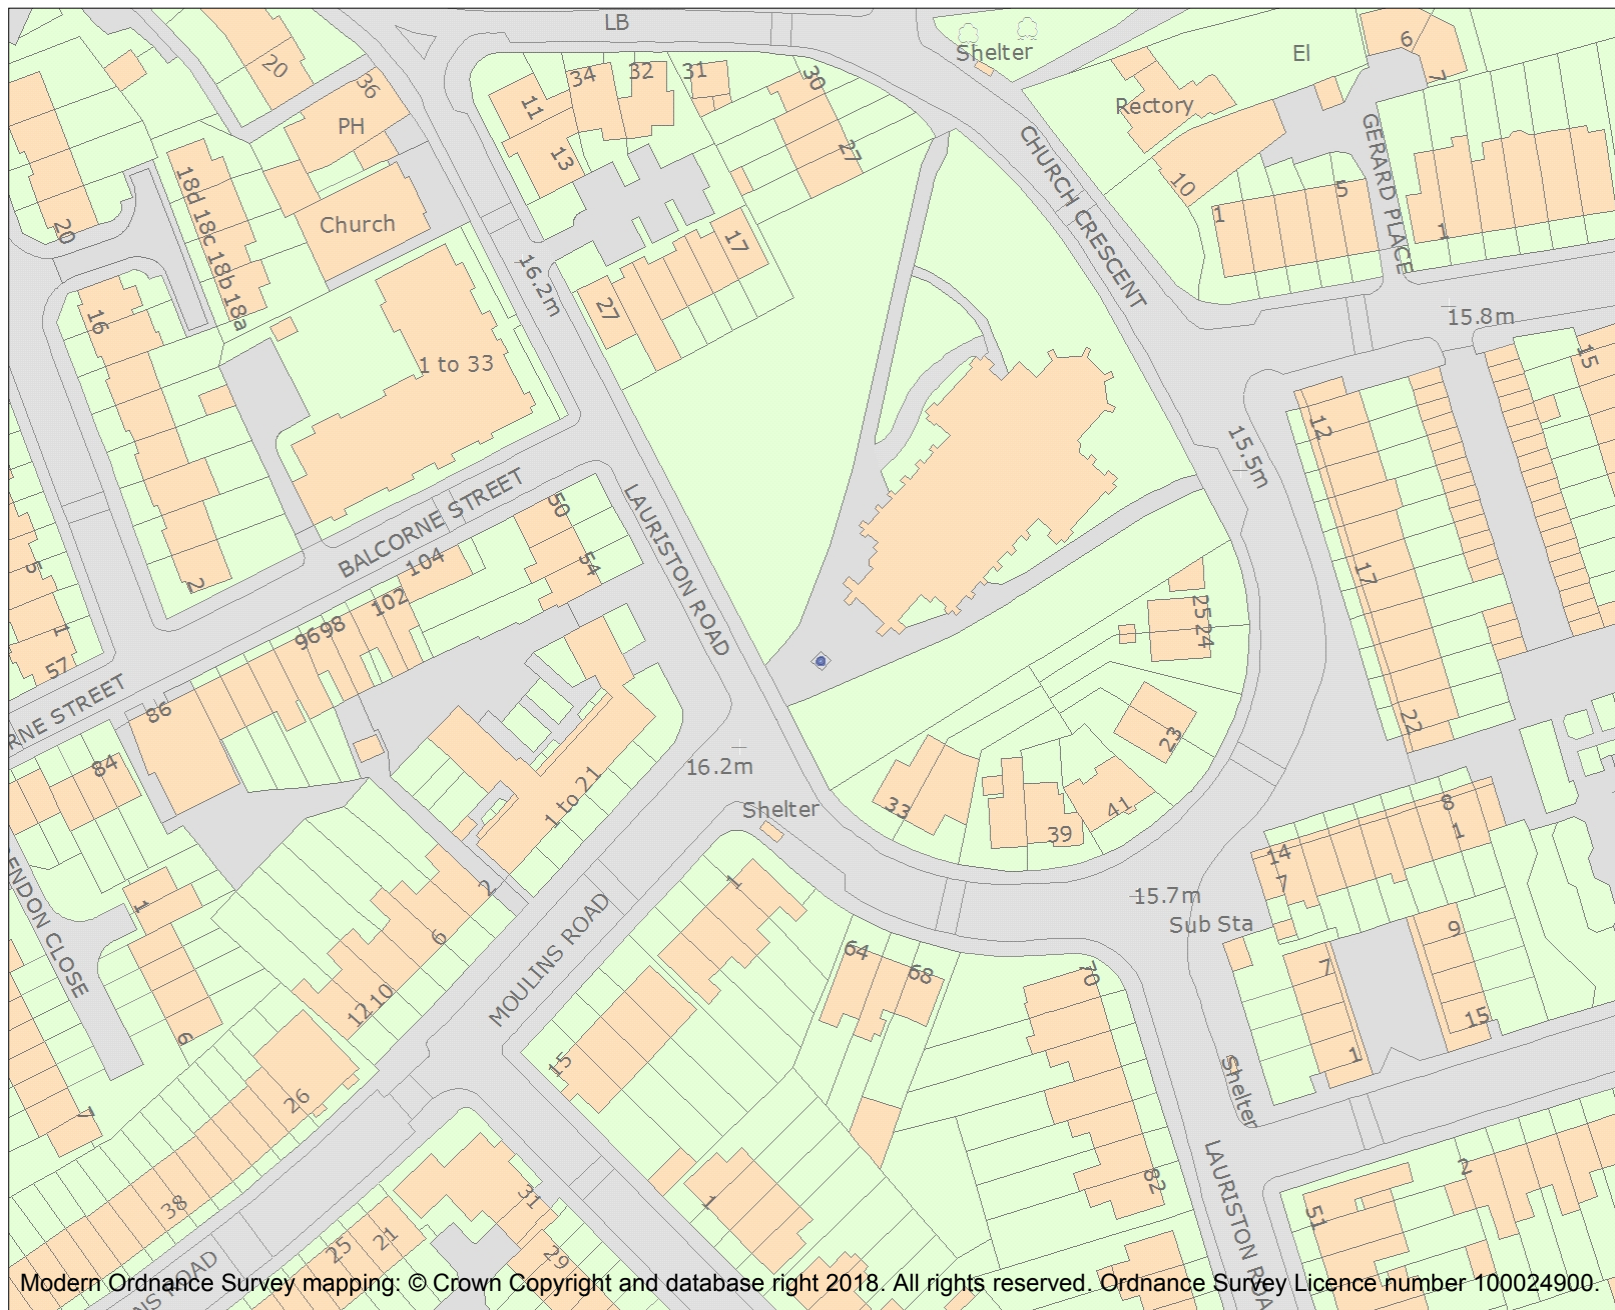 LB
Shelter
El
6
7
20
36
PH
34
32
31
30
11
13
27
Rectory
CHURCH CRESCENT
GERARD PLACE
10
1
5
1
18d
18c
18b
18a
20
Church
17
16.2m
27
16
1 to 33
15.8m
15
12
15.5m
BALCORNE STREET
104
102
98
96
50
54
LAURISTON ROAD
2
5
1
57
RNE STREET
86
84
17
22
25
24
23
16.2m
Shelter
33
39
41
1 to 21
8
1
14
7
15.7m
Sub Sta
ENDON CLOSE
1
6
7
2
6
10
12
MOULINS ROAD
1
15
64
68
70
82
9
7
15
1
Shelter
26
38
31
29
25
21
1
LAURISTON ROA
2
51
NS ROAD
Modern Ordnance Survey mapping: © Crown Copyright and database right 2018. All rights reserved. Ordnance Survey Licence number 100024900.